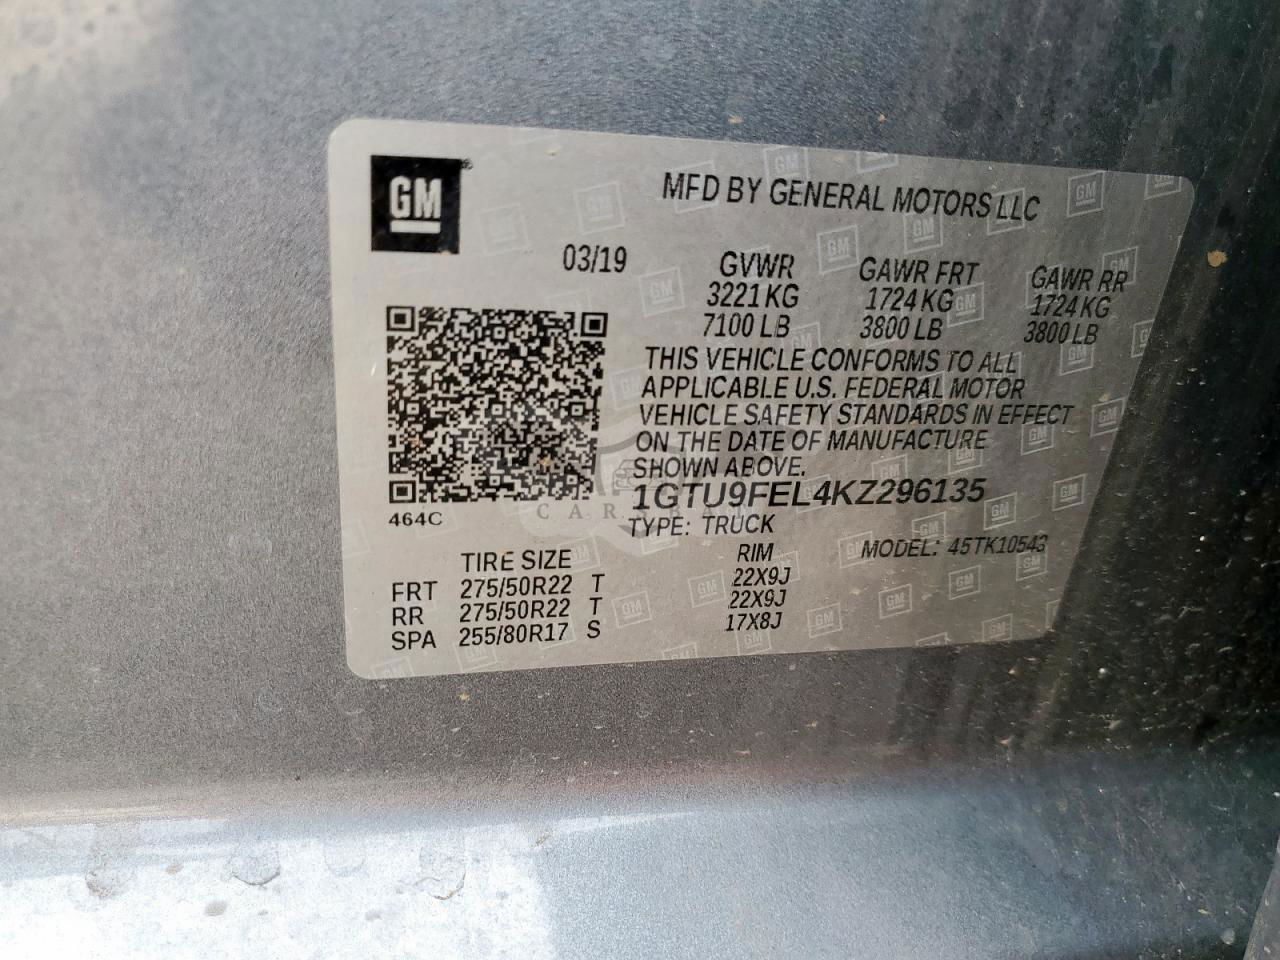 GM
MFD BY GENERAL MOTORS LLC
03/19
GVWR GAWR FRT GAWR RR
3221 KG 1724 KG 1724 KG
7100 LB 3800 LB 3800 LB
THIS VEHICLE CONFORMS TO ALL
APPLICABLE U.S. FEDERAL MOTOR
VEHICLE SAFETY STANDARDS IN EFFECT
ON THE DATE OF MANUFACTURE
SHOWN ABOVE.
1GTU9FEL4KZ296135
464C
TYPE: TRUCK
MODEL: 45TK10543
TIRE SIZE RIM
FRT 275/50R22 T 22X9J
RR 275/50R22 T 22X9J
SPA 255/80R17 S 17X8J